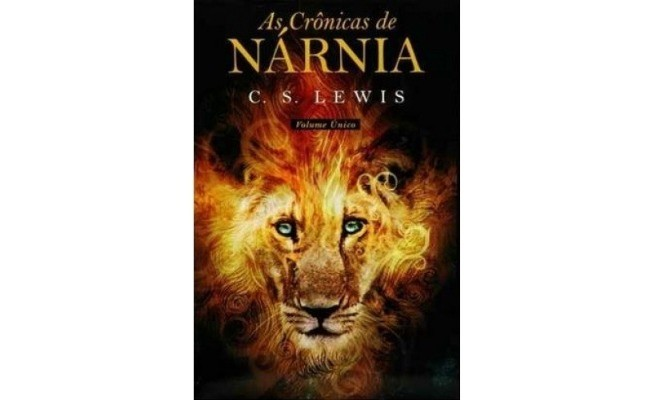 As Crônicas de
NÁRNIA
C. S. LEWIS
Volume Único